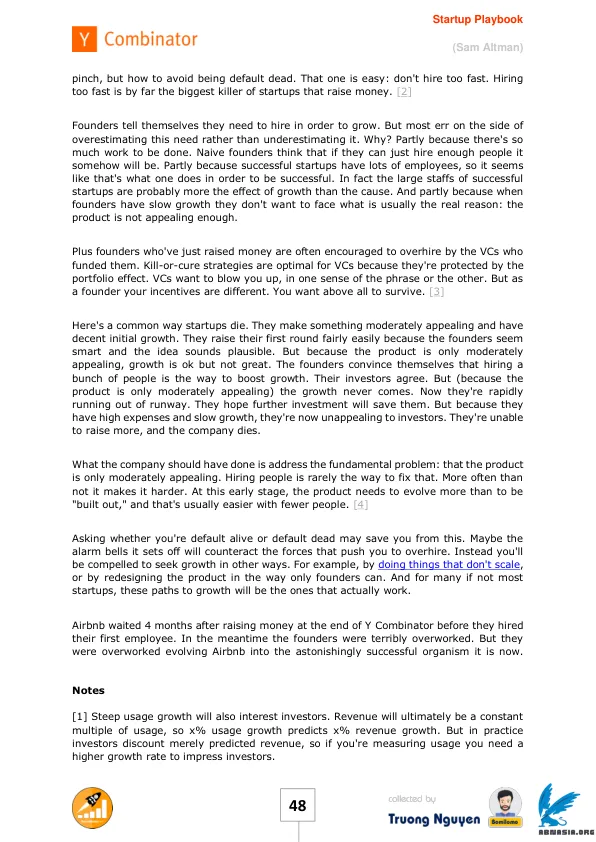 Startup Playbook
Y Combinator
(Sam Altman)
pinch, but how to avoid being default dead. That one is easy: don't hire too fast. Hiring
too fast is by far the biggest killer of startups that raise money. [2]
Founders tell themselves they need to hire in order to grow. But most err on the side of
overestimating this need rather than underestimating it. Why? Partly because there's so
much work to be done. Naive founders think that if they can just hire enough people it
somehow will be. Partly because successful startups have lots of employees, so it seems
like that's what one does in order to be successful. In fact the large staffs of successful
startups are probably more the effect of growth than the cause. And partly because when
founders have slow growth they don't want to face what is usually the real reason: the
product is not appealing enough.
Plus founders who've just raised money are often encouraged to overhire by the VCs who
funded them. Kill-or-cure strategies are optimal for VCs because they're protected by the
portfolio effect. VCs want to blow you up, in one sense of the phrase or the other. But as
a founder your incentives are different. You want above all to survive. [3]
Here's a common way startups die. They make something moderately appealing and have
decent initial growth. They raise their first round fairly easily because the founders seem
smart and the idea sounds plausible. But because the product is only moderately
appealing, growth is ok but not great. The founders convince themselves that hiring a
bunch of people is the way to boost growth. Their investors agree. But (because the
product is only moderately appealing) the growth never comes. Now they're rapidly
running out of runway. They hope further investment will save them. But because they
have high expenses and slow growth, they're now unappealing to investors. They're unable
to raise more, and the company dies.
What the company should have done is address the fundamental problem: that the product
is only moderately appealing. Hiring people is rarely the way to fix that. More often than
not it makes it harder. At this early stage, the product needs to evolve more than to be
"built out," and that's usually easier with fewer people. [4]
Asking whether you're default alive or default dead may save you from this. Maybe the
alarm bells it sets off will counteract the forces that push you to overhire. Instead you'll
be compelled to seek growth in other ways. For example, by doing things that don't scale,
or by redesigning the product in the way only founders can. And for many if not most
startups, these paths to growth will be the ones that actually work.
Airbnb waited 4 months after raising money at the end of Y Combinator before they hired
their first employee. In the meantime the founders were terribly overworked. But they
were overworked evolving Airbnb into the astonishingly successful organism it is now.
Notes
[1] Steep usage growth will also interest investors. Revenue will ultimately be a constant
multiple of usage, so x% usage growth predicts x% revenue growth. But in practice
investors discount merely predicted revenue, so if you're measuring usage you need a
higher growth rate to impress investors.
48
collected by
Truong Nguyen
Bomilama
ABNASIA.ORG